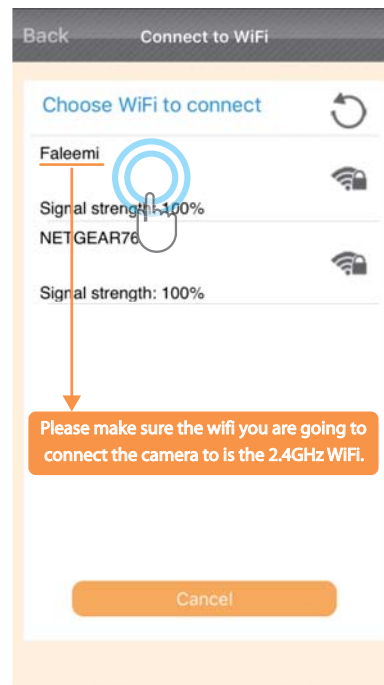 Back Connect to WiFi
Choose WiFi to connect
Faleemi
Signal strength: 100%
NETGEAR76
Signal strength: 100%
Please make sure the wifi you are going to
connect the camera to is the 2.4GHz WiFi.
Cancel